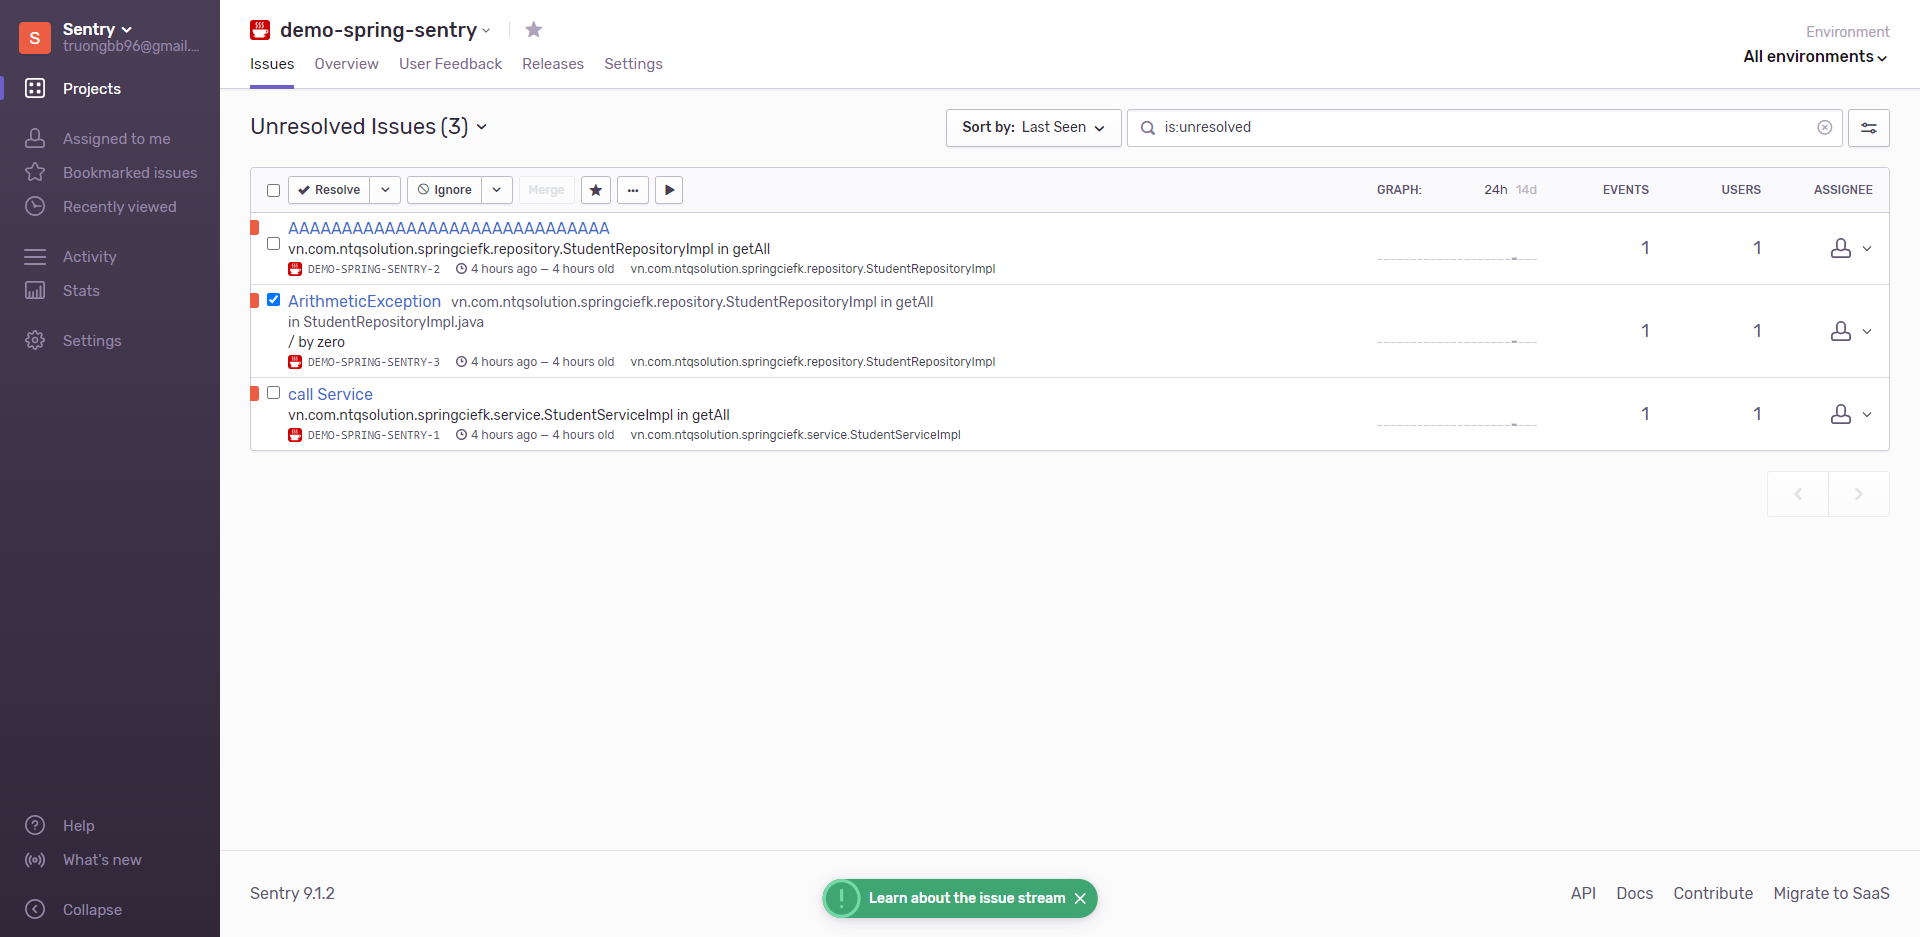 S
Sentry
truongbb96@gmail....
Projects
Assigned to me
Bookmarked issues
Recently viewed
Activity
Stats
Settings
Help
What's new
Collapse
demo-spring-sentry
Issues Overview User Feedback Releases Settings
Environment
All environments
Unresolved Issues (3)
Sort by: Last Seen
is:unresolved
Resolve Ignore Merge GRAPH: 24h 14d EVENTS USERS ASSIGNEE
AAAAAAAAAAAAAAAAAAAAAAAAAAAAAA
vn.com.ntqsolution.springciefk.repository.StudentRepositoryImpl in getAll
DEMO-SPRING-SENTRY-2 4 hours ago — 4 hours old vn.com.ntqsolution.springciefk.repository.StudentRepositoryImpl
1 1
ArithmeticException vn.com.ntqsolution.springciefk.repository.StudentRepositoryImpl in getAll
in StudentRepositoryImpl.java
/ by zero
DEMO-SPRING-SENTRY-3 4 hours ago — 4 hours old vn.com.ntqsolution.springciefk.repository.StudentRepositoryImpl
1 1
call Service
vn.com.ntqsolution.springciefk.service.StudentServiceImpl in getAll
DEMO-SPRING-SENTRY-1 4 hours ago — 4 hours old vn.com.ntqsolution.springciefk.service.StudentServiceImpl
1 1
Sentry 9.1.2
Learn about the issue stream
API Docs Contribute Migrate to SaaS